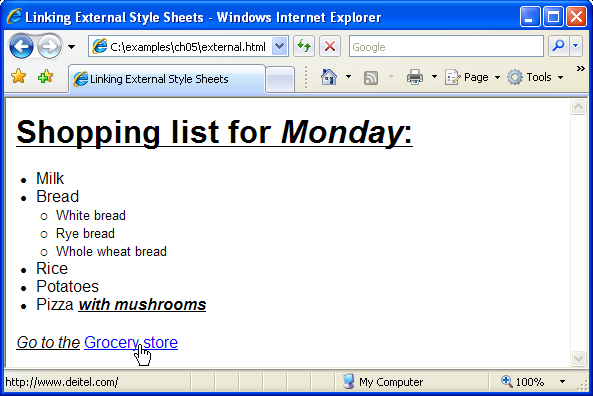 Linking External Style Sheets - Windows Internet Explorer
C:\examples\ch05\external.html
Google
Linking External Style Sheets
Page
Tools
»
Shopping list for Monday:
Milk
Bread
White bread
Rye bread
Whole wheat bread
Rice
Potatoes
Pizza with mushrooms
Go to the Grocery store
http://www.deitel.com/
My Computer
100%